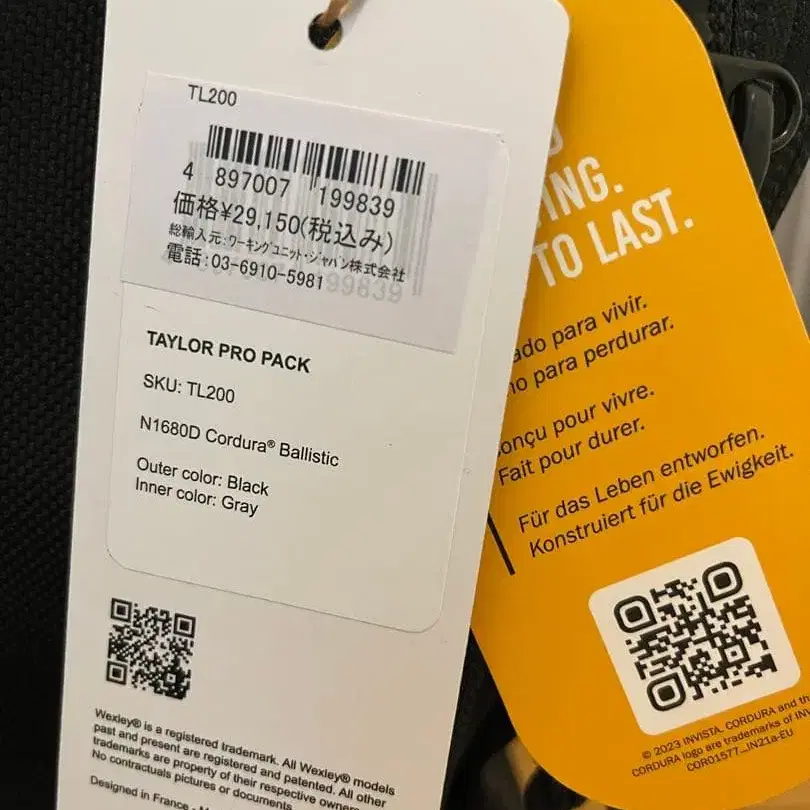 TL200
4 897007 199839
価格¥29,150(税込み)
総輸入元:ワーキングユニット・ジャパン株式会社
電話:03-6910-5981
99839
TAYLOR PRO PACK
SKU: TL200
N1680D Cordura® Ballistic
Outer color: Black
Inner color: Gray
Wexley® is a registered trademark. All Wexley® models
past and present are registered and patented. All other
trademarks are property of their respective owners.
No contractuals pictures or documents.
Designed in France -
ING.
TO LAST.
ado para vivir.
no para perdurar.
onçu pour vivre.
Fait pour durer.
Für das Leben entworfen.
Konstruiert für die Ewigkeit.
© 2023 INVISTA. CORDURA and th
CORDURA logo are trademarks of INV
COR01577_IN21a-EU